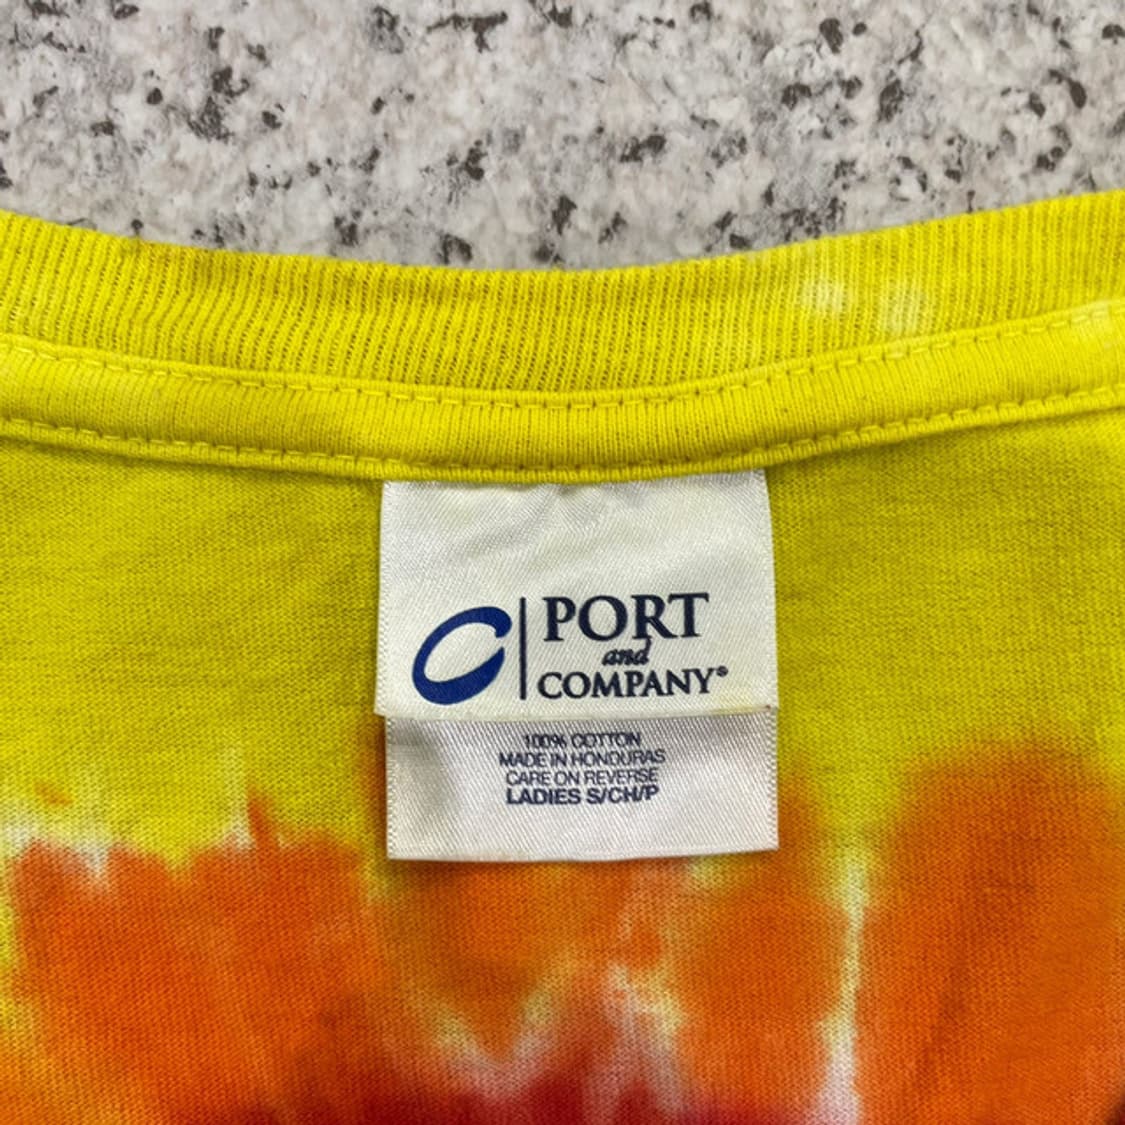 PORT
and
COMPANY®
100% COTTON
MADE IN HONDURAS
CARE ON REVERSE
LADIES S/CH/P